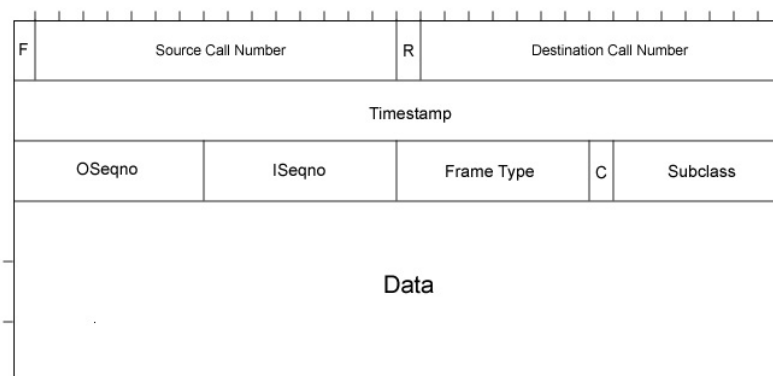 F Source Call Number R Destination Call Number
Timestamp
OSeqno ISeqno Frame Type C Subclass
Data